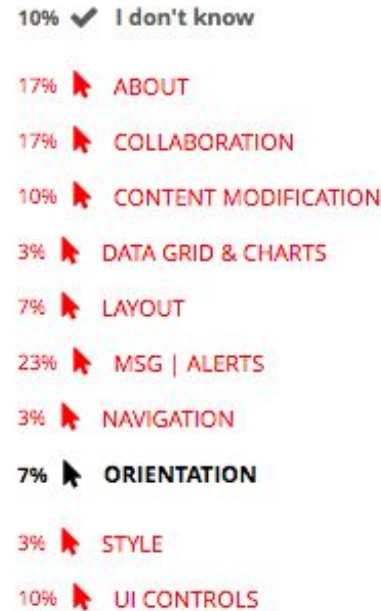 10% I don't know
17% ABOUT
17% COLLABORATION
10% CONTENT MODIFICATION
3% DATA GRID & CHARTS
7% LAYOUT
23% MSG | ALERTS
3% NAVIGATION
7% ORIENTATION
3% STYLE
10% UI CONTROLS